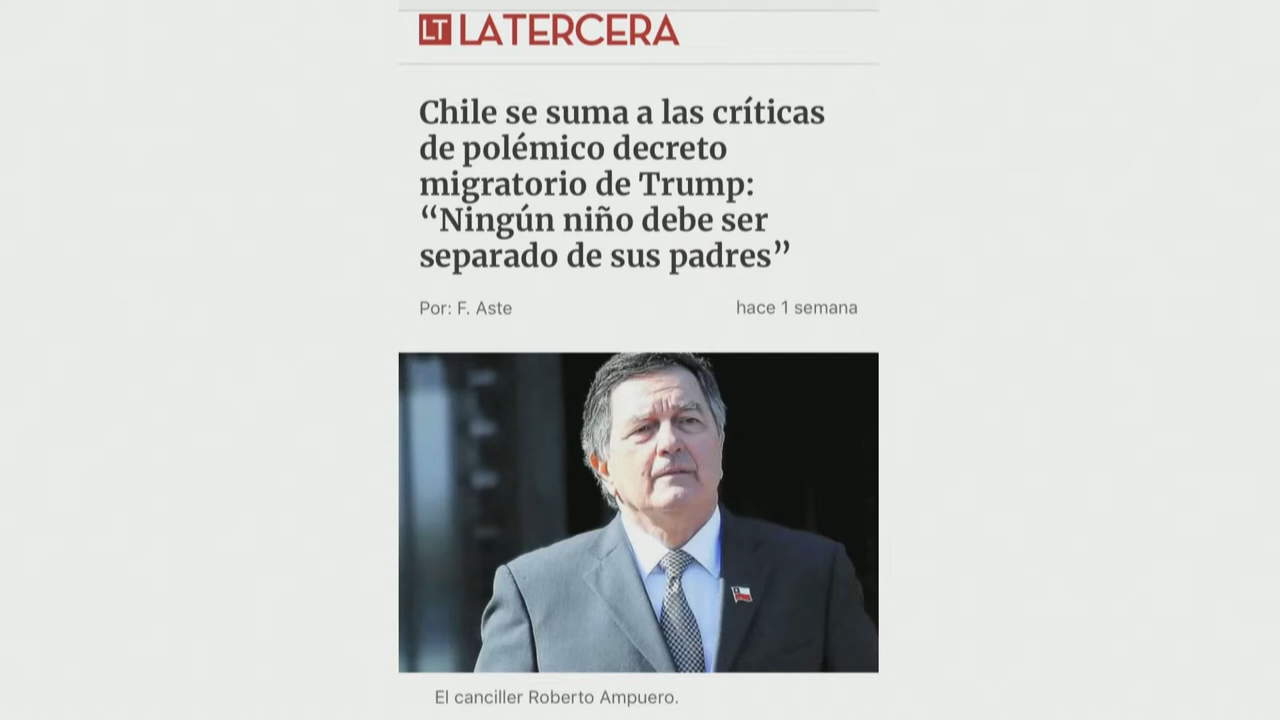 LT LATERCERA
Chile se suma a las críticas
de polémico decreto
migratorio de Trump:
“Ningún niño debe ser
separado de sus padres”
Por: F. Aste
hace 1 semana
El canciller Roberto Ampuero.